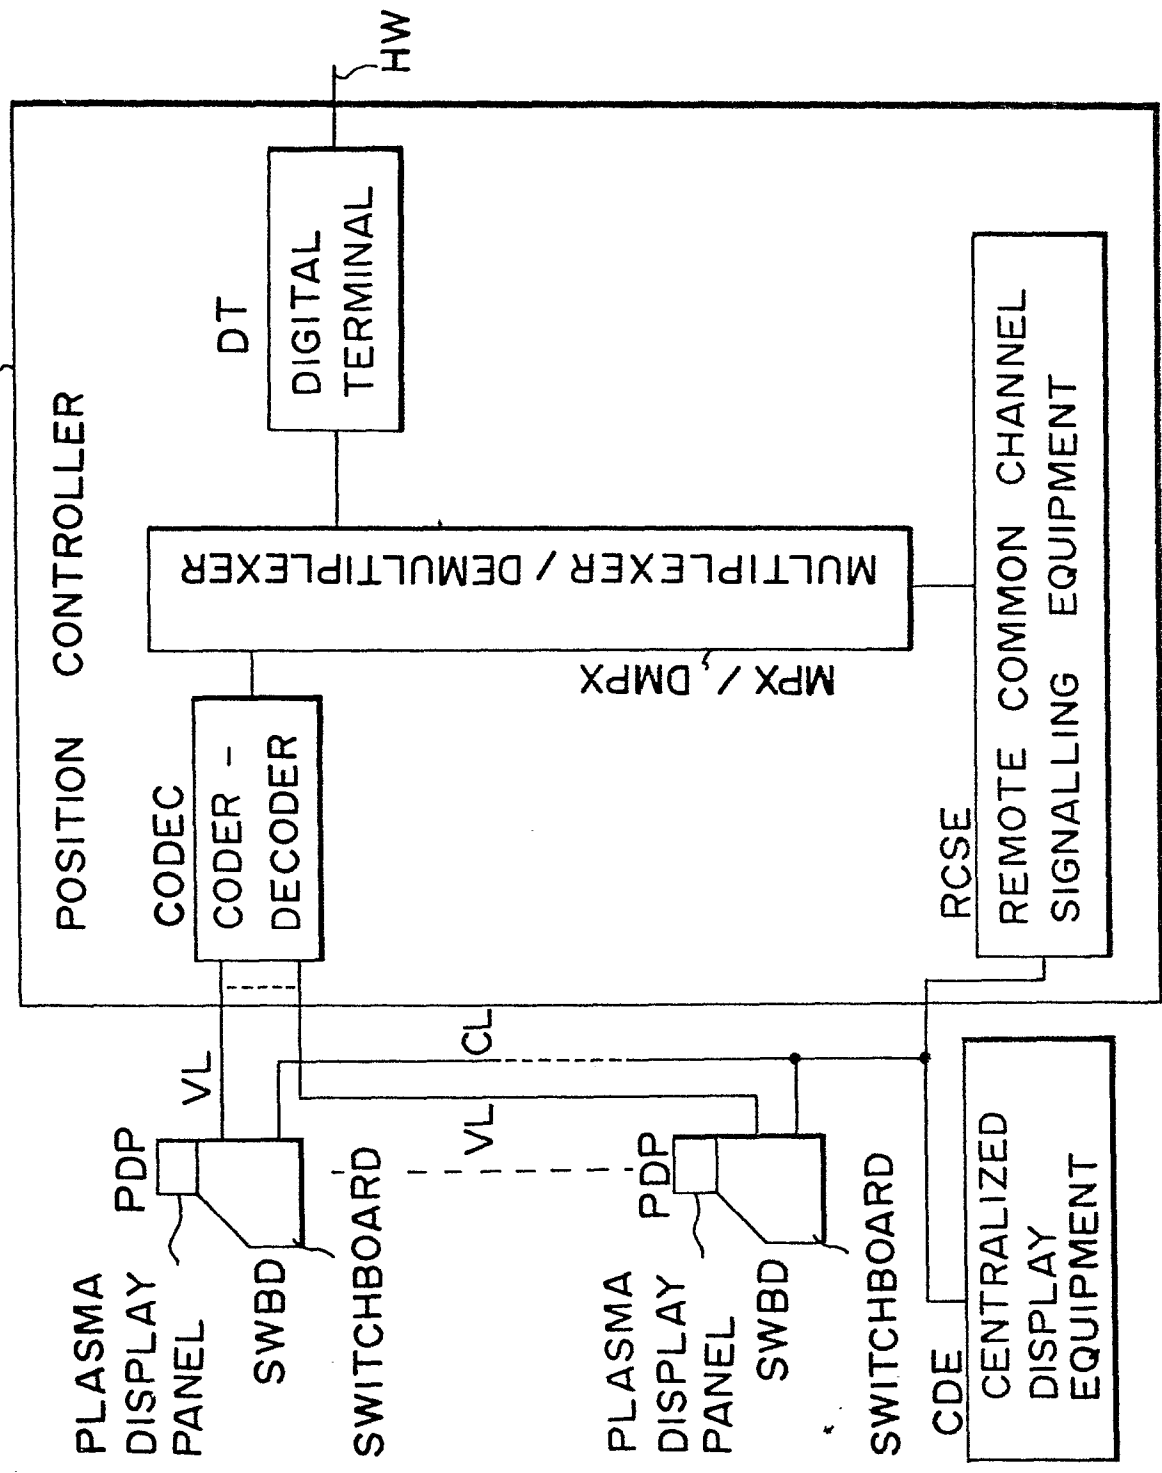 POSITION CONTROLLER
HW
DT
DIGITAL
TERMINAL
MULTIPLEXER / DEMULTIPLEXER
MPX / DMPX
CODEC
CODER -
DECODER
RCSE
REMOTE COMMON CHANNEL
SIGNALLING EQUIPMENT
VL
CL
VL
PDP
PLASMA
DISPLAY
PANEL
SWBD
SWITCHBOARD
PDP
PLASMA
DISPLAY
PANEL
SWBD
SWITCHBOARD
CDE
CENTRALIZED
DISPLAY
EQUIPMENT